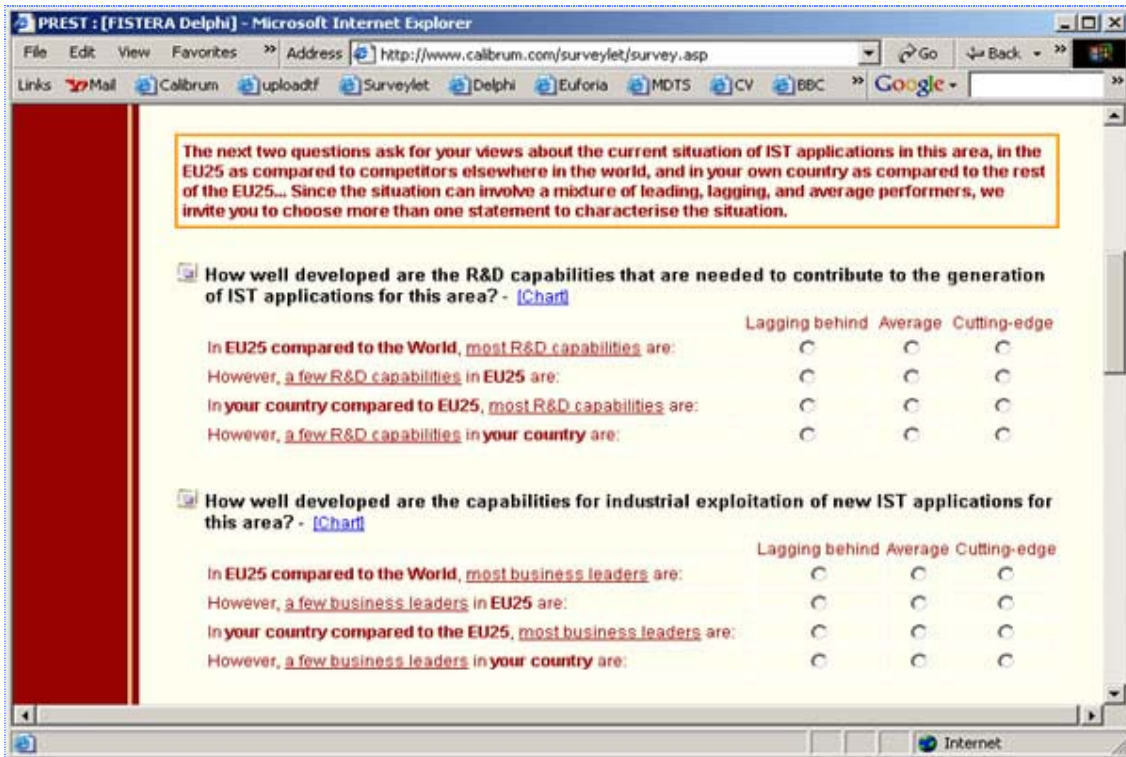 PREST : [FISTERA Delphi] - Microsoft Internet Explorer
File Edit View Favorites » Address http://www.calibrum.com/surveylet/survey.asp Go Back »
Links Mail Calibrum uploadtf Surveylet Delphi Euforia MDTS CV BBC » Google »
The next two questions ask for your views about the current situation of IST applications in this area, in the
EU25 as compared to competitors elsewhere in the world, and in your own country as compared to the rest
of the EU25... Since the situation can involve a mixture of leading, lagging, and average performers, we
invite you to choose more than one statement to characterise the situation.
How well developed are the R&D capabilities that are needed to contribute to the generation
of IST applications for this area? - [Chart]
Lagging behind Average Cutting-edge
In EU25 compared to the World, most R&D capabilities are:
However, a few R&D capabilities in EU25 are:
In your country compared to EU25, most R&D capabilities are:
However, a few R&D capabilities in your country are:
How well developed are the capabilities for industrial exploitation of new IST applications for
this area? - [Chart]
Lagging behind Average Cutting-edge
In EU25 compared to the World, most business leaders are:
However, a few business leaders in EU25 are:
In your country compared to the EU25, most business leaders are:
However, a few business leaders in your country are:
Internet